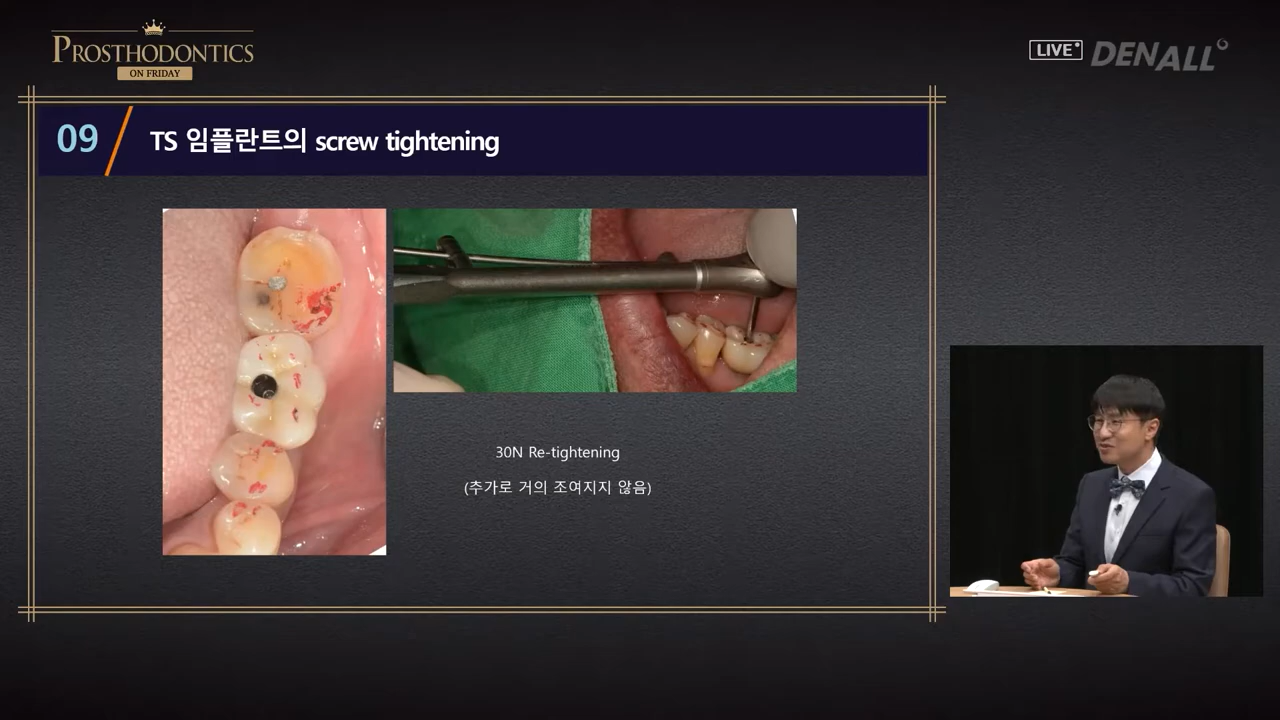 PROSTHODONTICS
ON FRIDAY
LIVE
DENALL
09
TS 임플란트의 screw tightening
30N Re-tightening
(추가로 거의 조여지지 않음)